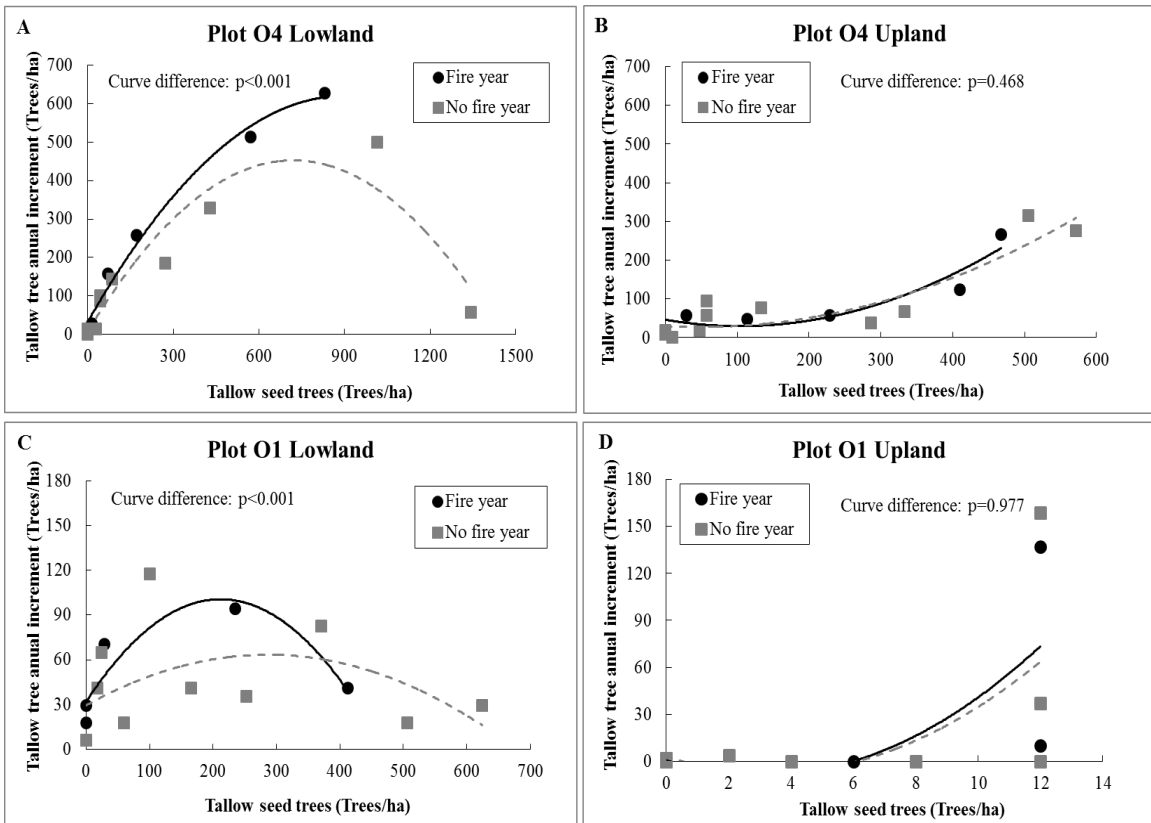 A
Plot O4 Lowland
Curve difference: p<0.001
Fire year
No fire year
Tallow tree anual increment (Trees/ha)
700
600
500
400
300
200
100
0
0 300 600 900 1200 1500
Tallow seed trees (Trees/ha)
B
Plot O4 Upland
Fire year
No fire year
Curve difference: p=0.468
Tallow tree anual increment (Trees/ha)
700
600
500
400
300
200
100
0
0 100 200 300 400 500 600
Tallow seed trees (Trees/ha)
C
Plot O1 Lowland
Curve difference: p<0.001
Fire year
No fire year
Tallow tree anual increment (Trees/ha)
180
150
120
90
60
30
0
0 100 200 300 400 500 600 700
Tallow seed trees (Trees/ha)
D
Plot O1 Upland
Fire year
No fire year
Curve difference: p=0.977
Tallow tree anual increment (Trees/ha)
180
150
120
90
60
30
0
0 2 4 6 8 10 12 14
Tallow seed trees (Trees/ha)